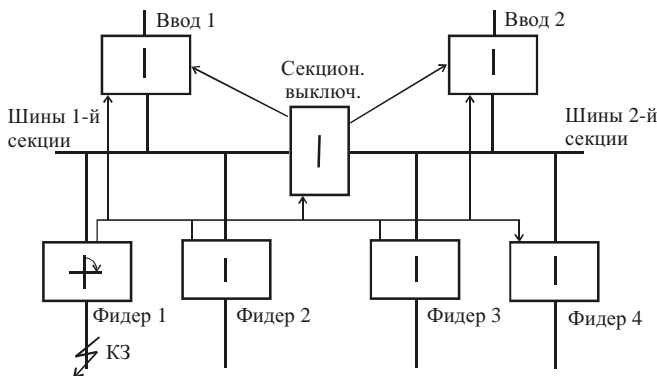 Ввод 1
Ввод 2
Секцион.
выключ.
Шины 1-й
секции
Шины 2-й
секции
Фидер 1
Фидер 2
Фидер 3
Фидер 4
КЗ